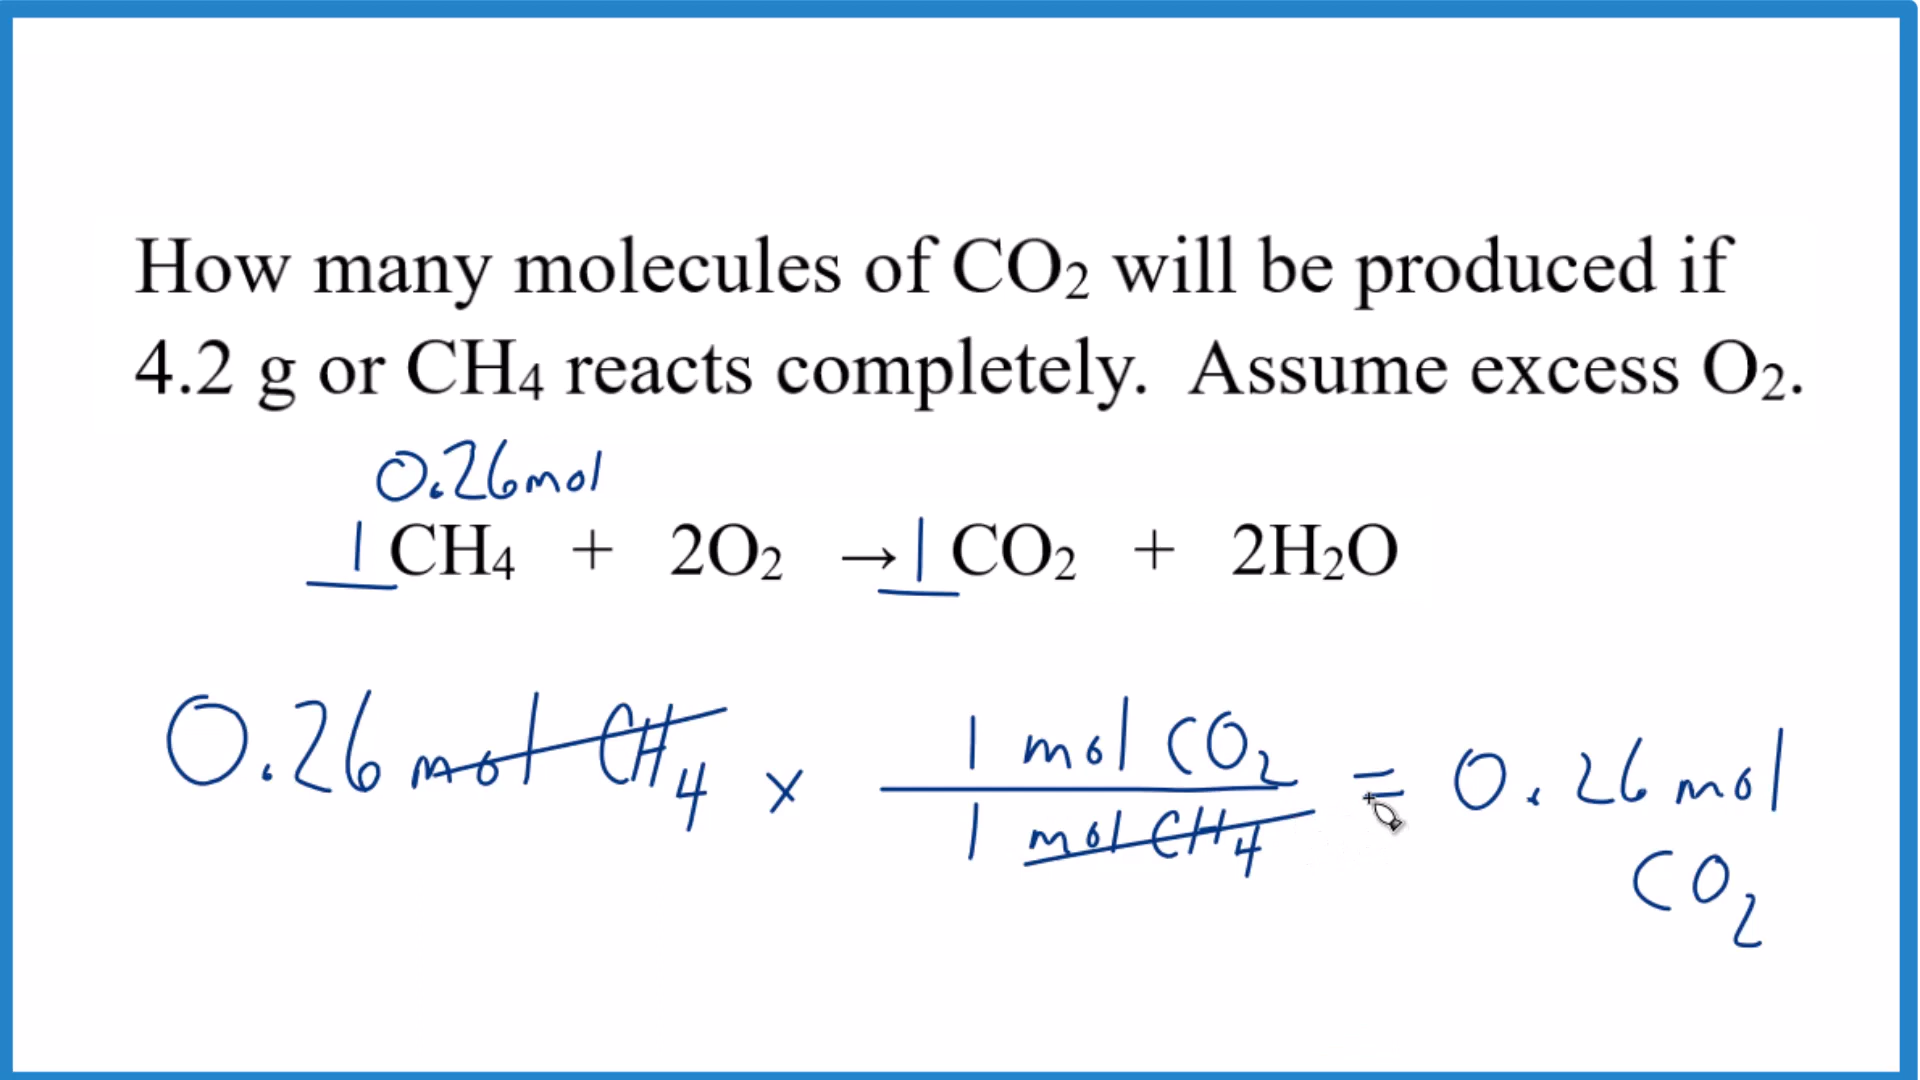 How many molecules of CO₂ will be produced if
4.2 g or CH₄ reacts completely. Assume excess O₂.
0.26mol
1 CH₄ + 2O₂ → 1 CO₂ + 2H₂O
0.26 mol CH₄ x 1 mol CO₂ / 1 mol CH₄ = 0.26 mol
CO₂